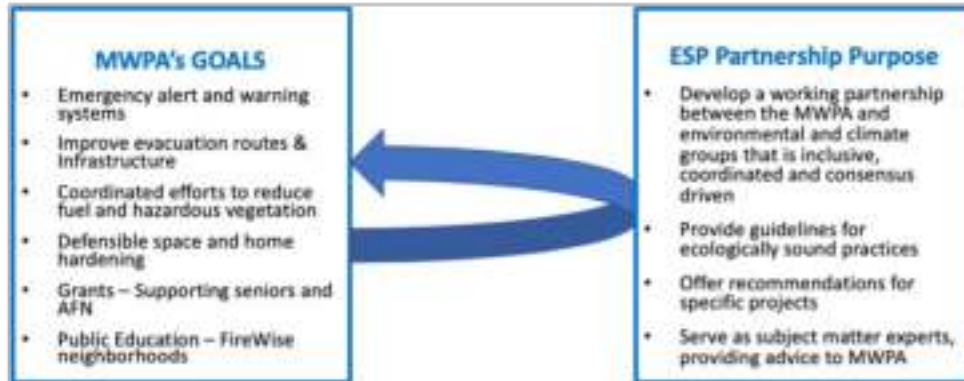 MWPA's GOALS
• Emergency alert and warning
systems
• Improve evacuation routes &
Infrastructure
• Coordinated efforts to reduce
fuel and hazardous vegetation
• Defensible space and home
hardening
• Grants – Supporting seniors and
AFN
• Public Education – FireWise
neighborhoods
ESP Partnership Purpose
• Develop a working partnership
between the MWPA and
environmental and climate
groups that is inclusive,
coordinated and consensus
driven
• Provide guidelines for
ecologically sound practices
• Offer recommendations for
specific projects
• Serve as subject matter experts,
providing advice to MWPA